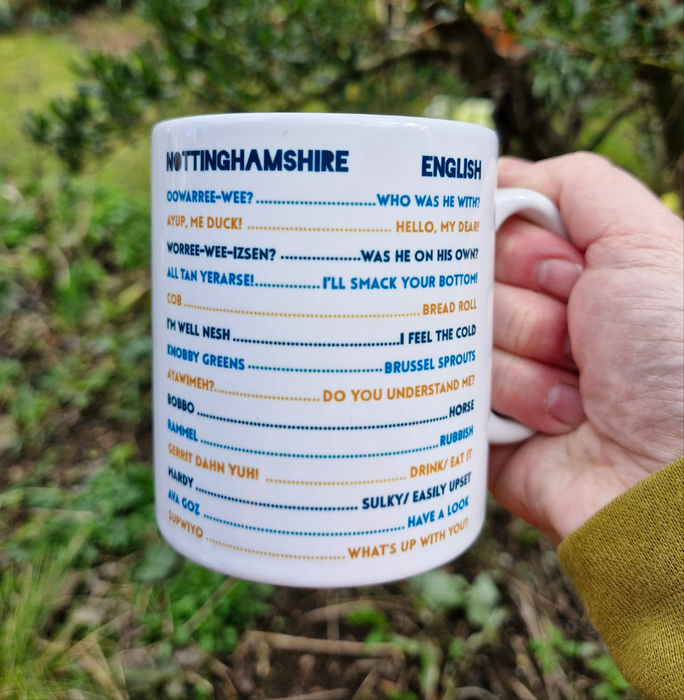 NOTTINGHAMSHIRE ENGLISH
OOWARREE-WEE? ........................WHO WAS HE WITH?
AYUP, ME DUCK! ............................. HELLO, MY DEAR!
WORREE-WEE-IZSEN? ................WAS HE ON HIS OWN?
ALL TAN YERARSE!.............I'LL SMACK YOUR BOTTOM!
COB................................................ BREAD ROLL
I'M WELL NESH ..................................I FEEL THE COLD
KNOBBY GREENS ...........................BRUSSEL SPROUTS
AYAWIMEH?.....................DO YOU UNDERSTAND ME?
BOBBO ..................................................HORSE
RAMMEL ................................................RUBBISH
GERRIT DAHN YUH! ............................ DRINK/ EAT IT
MARDY ................................ SULKY/ EASILY UPSET
AVA GOZ ........................................ HAVE A LOOK
SUPWIYO ...........................WHAT'S UP WITH YOU?